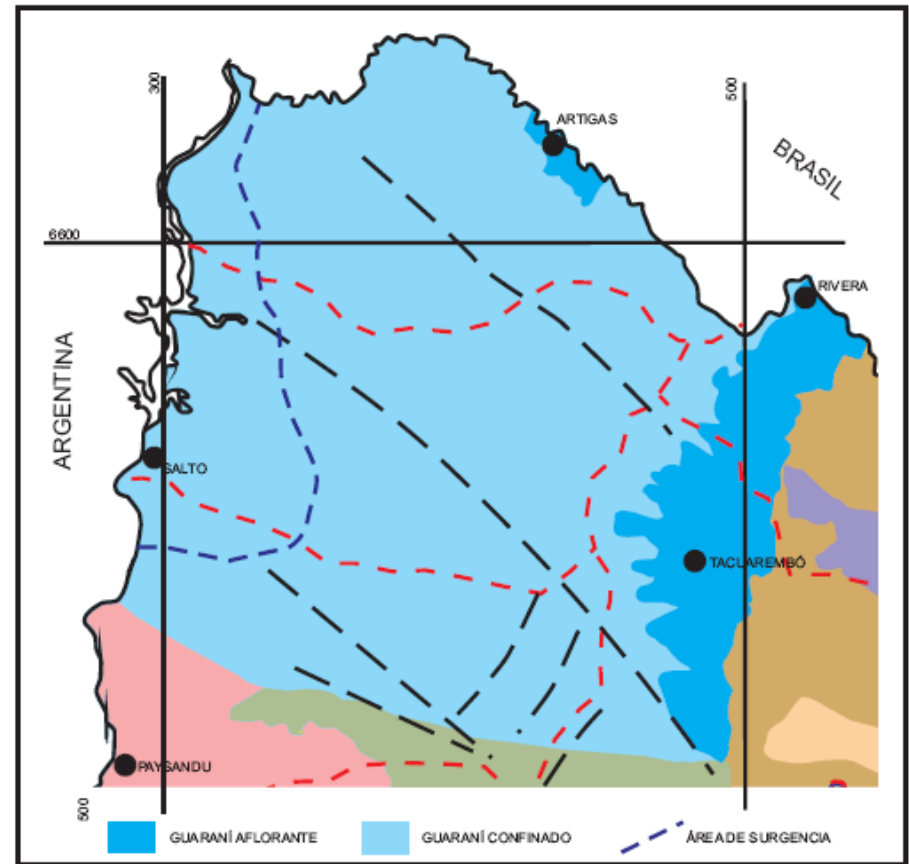 300
500
ARTIGAS
BRASIL
6600
RIVERA
ARGENTINA
SALTO
TACUAREMBÓ
PAYSANDU
500
GUARANÍ AFLORANTE
GUARANÍ CONFINADO
ÁREA DE SURGENCIA